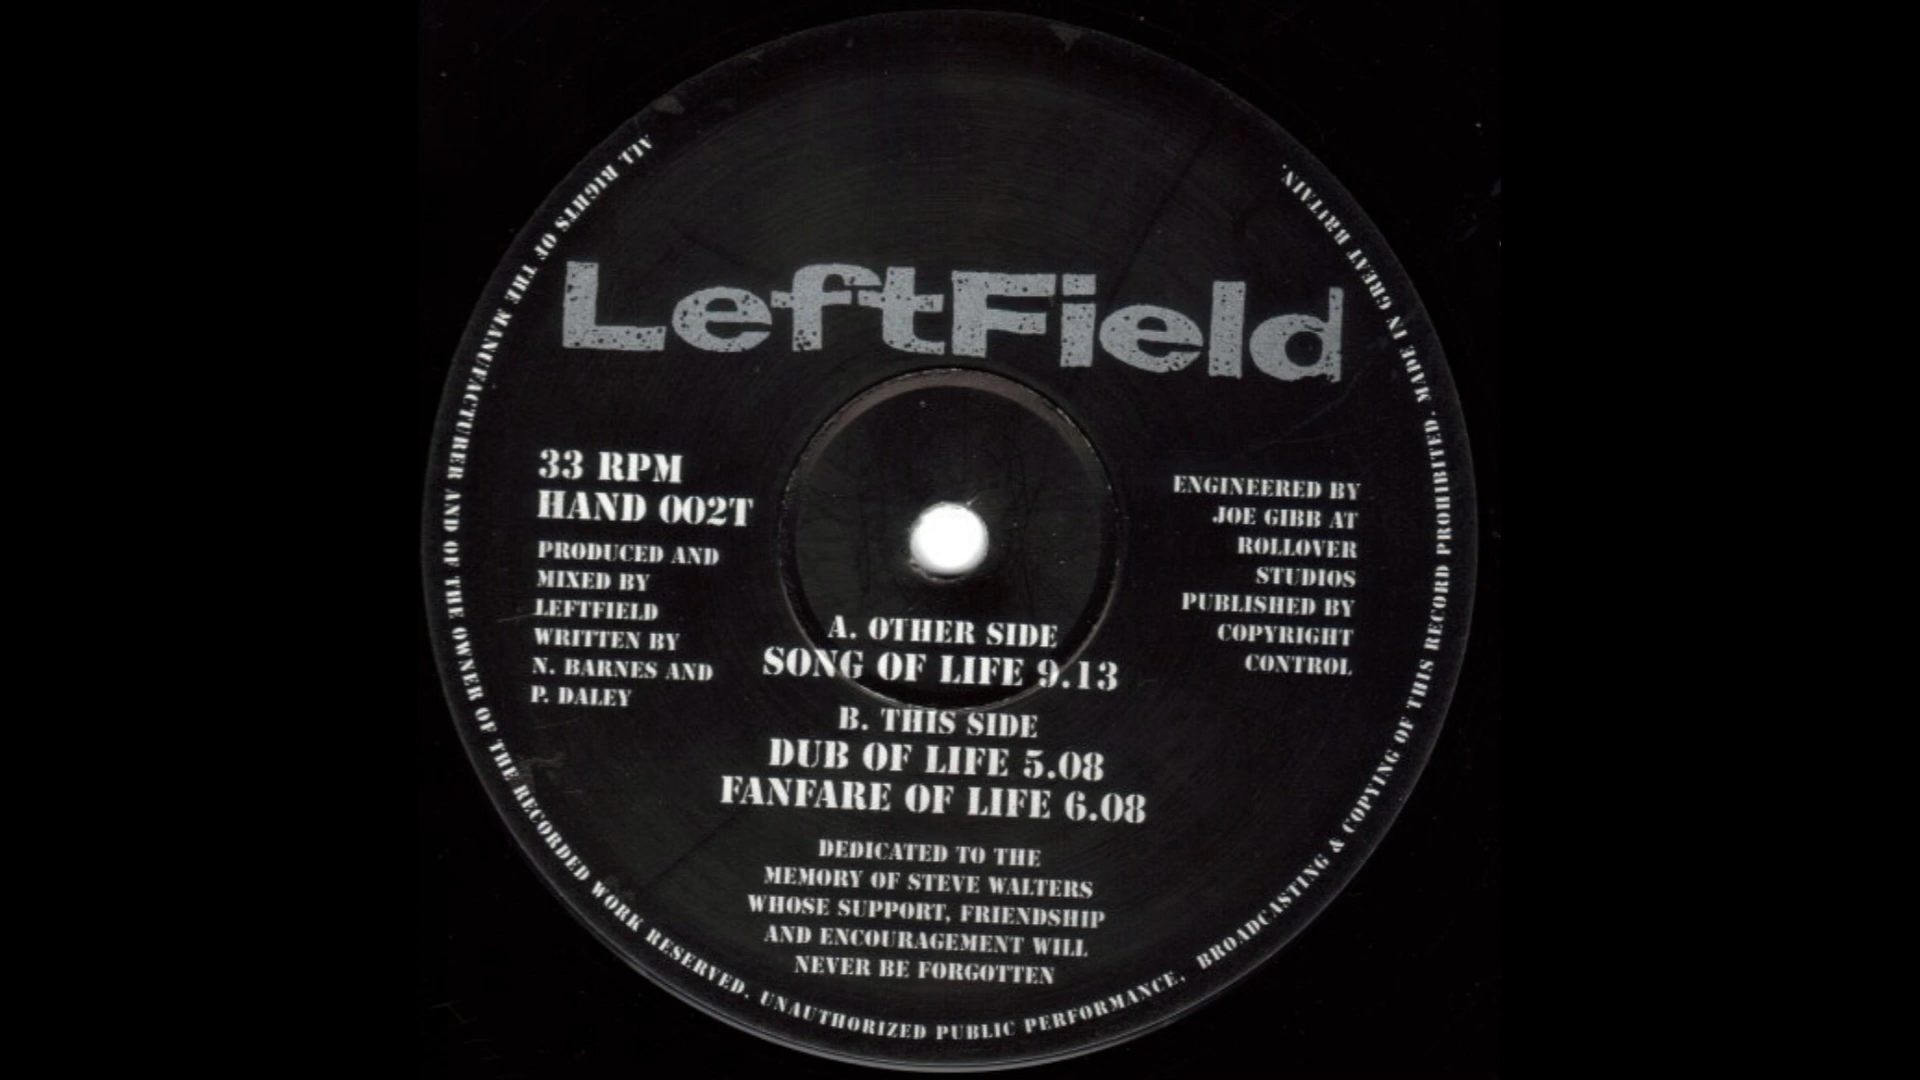 LeftField
33 RPM
HAND 002T
PRODUCED AND
MIXED BY
LEFTFIELD
WRITTEN BY
N. BARNES AND
P. DALEY
ENGINEERED BY
JOE GIBB AT
ROLLOVER
STUDIOS
PUBLISHED BY
COPYRIGHT
CONTROL
A. OTHER SIDE
SONG OF LIFE 9.13
B. THIS SIDE
DUB OF LIFE 5.08
FANFARE OF LIFE 6.08
DEDICATED TO THE
MEMORY OF STEVE WALTERS
WHOSE SUPPORT, FRIENDSHIP
AND ENCOURAGEMENT WILL
NEVER BE FORGOTTEN
ALL RIGHTS OF THE MANUFACTURER AND OF THE OWNER OF THE RECORDED WORK RESERVED. UNAUTHORIZED PUBLIC PERFORMANCE, BROADCASTING & COPYING OF THIS RECORD PROHIBITED. MADE IN GREAT BRITAIN.